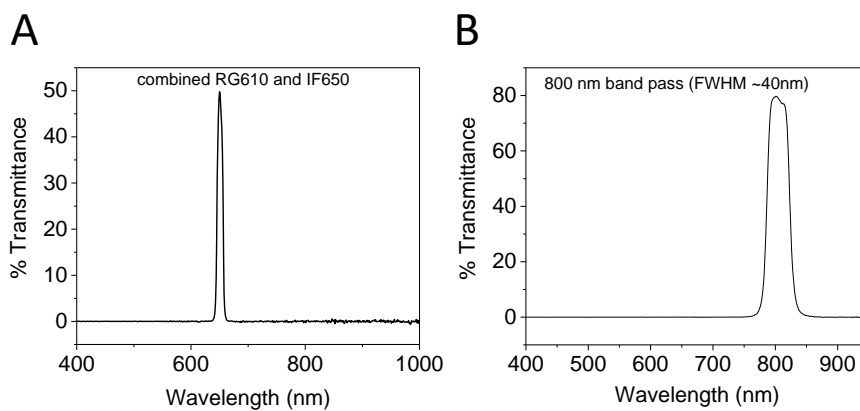 A
combined RG610 and IF650
50
40
30
20
10
0
% Transmittance
400 600 800 1000
Wavelength (nm)
B
800 nm band pass (FWHM ~40nm)
80
60
40
20
0
% Transmittance
400 500 600 700 800 900
Wavelength (nm)